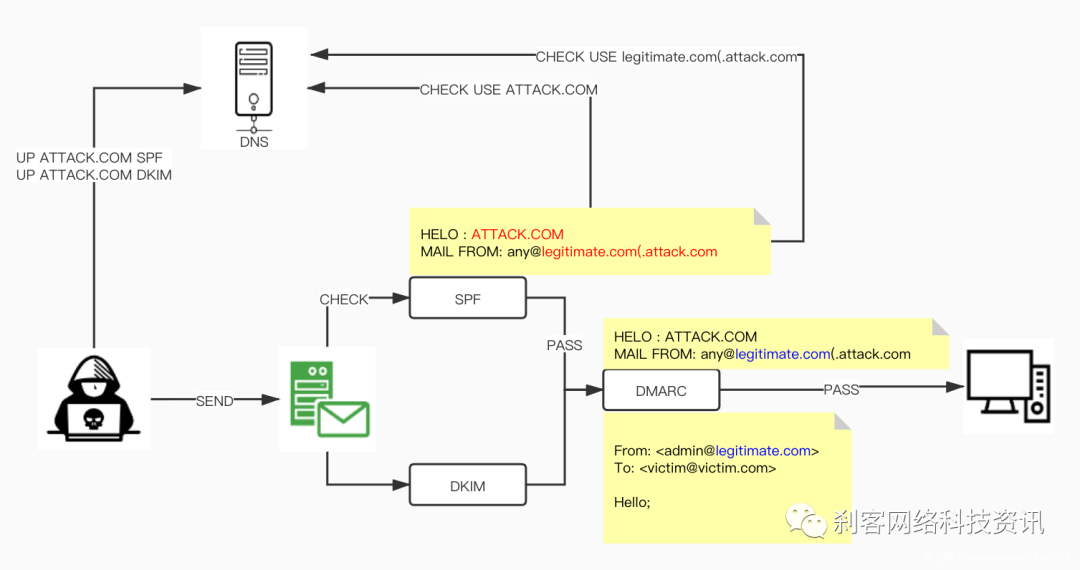 CHECK USE legitimate.com(.attack.com
CHECK USE ATTACK.COM
DNS
UP ATTACK.COM SPF
UP ATTACK.COM DKIM
HELO : ATTACK.COM
MAIL FROM: any@legitimate.com(.attack.com
CHECK
SPF
PASS
HELO : ATTACK.COM
MAIL FROM: any@legitimate.com(.attack.com
SEND
DMARC
PASS
From: <admin@legitimate.com>
To: <victim@victim.com>
Hello;
DKIM
刹客网络科技资讯